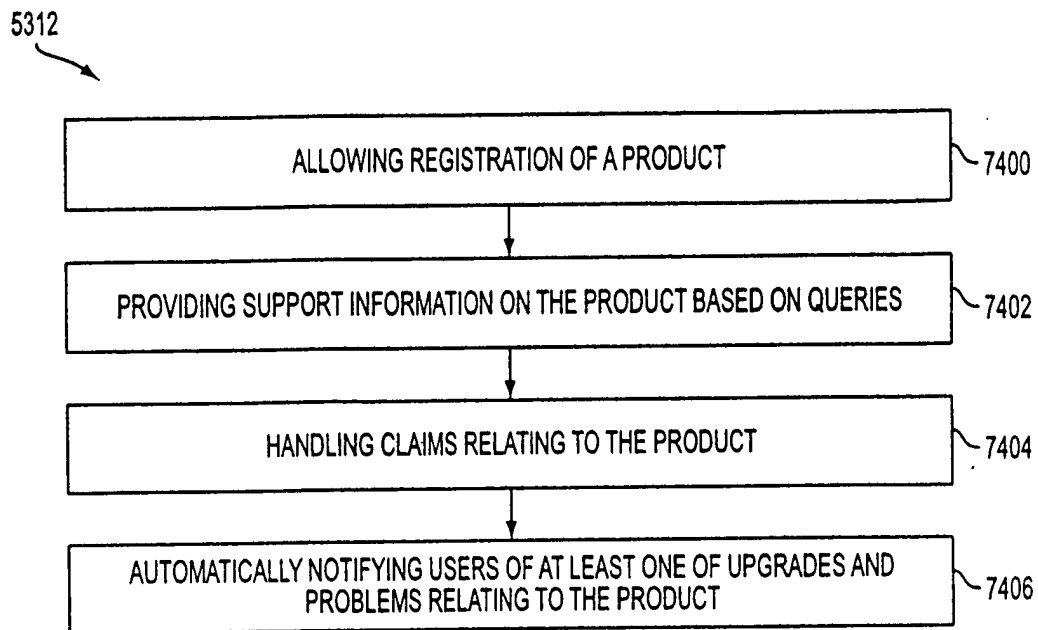 5312
ALLOWING REGISTRATION OF A PRODUCT
7400
PROVIDING SUPPORT INFORMATION ON THE PRODUCT BASED ON QUERIES
7402
HANDLING CLAIMS RELATING TO THE PRODUCT
7404
AUTOMATICALLY NOTIFYING USERS OF AT LEAST ONE OF UPGRADES AND
PROBLEMS RELATING TO THE PRODUCT
7406